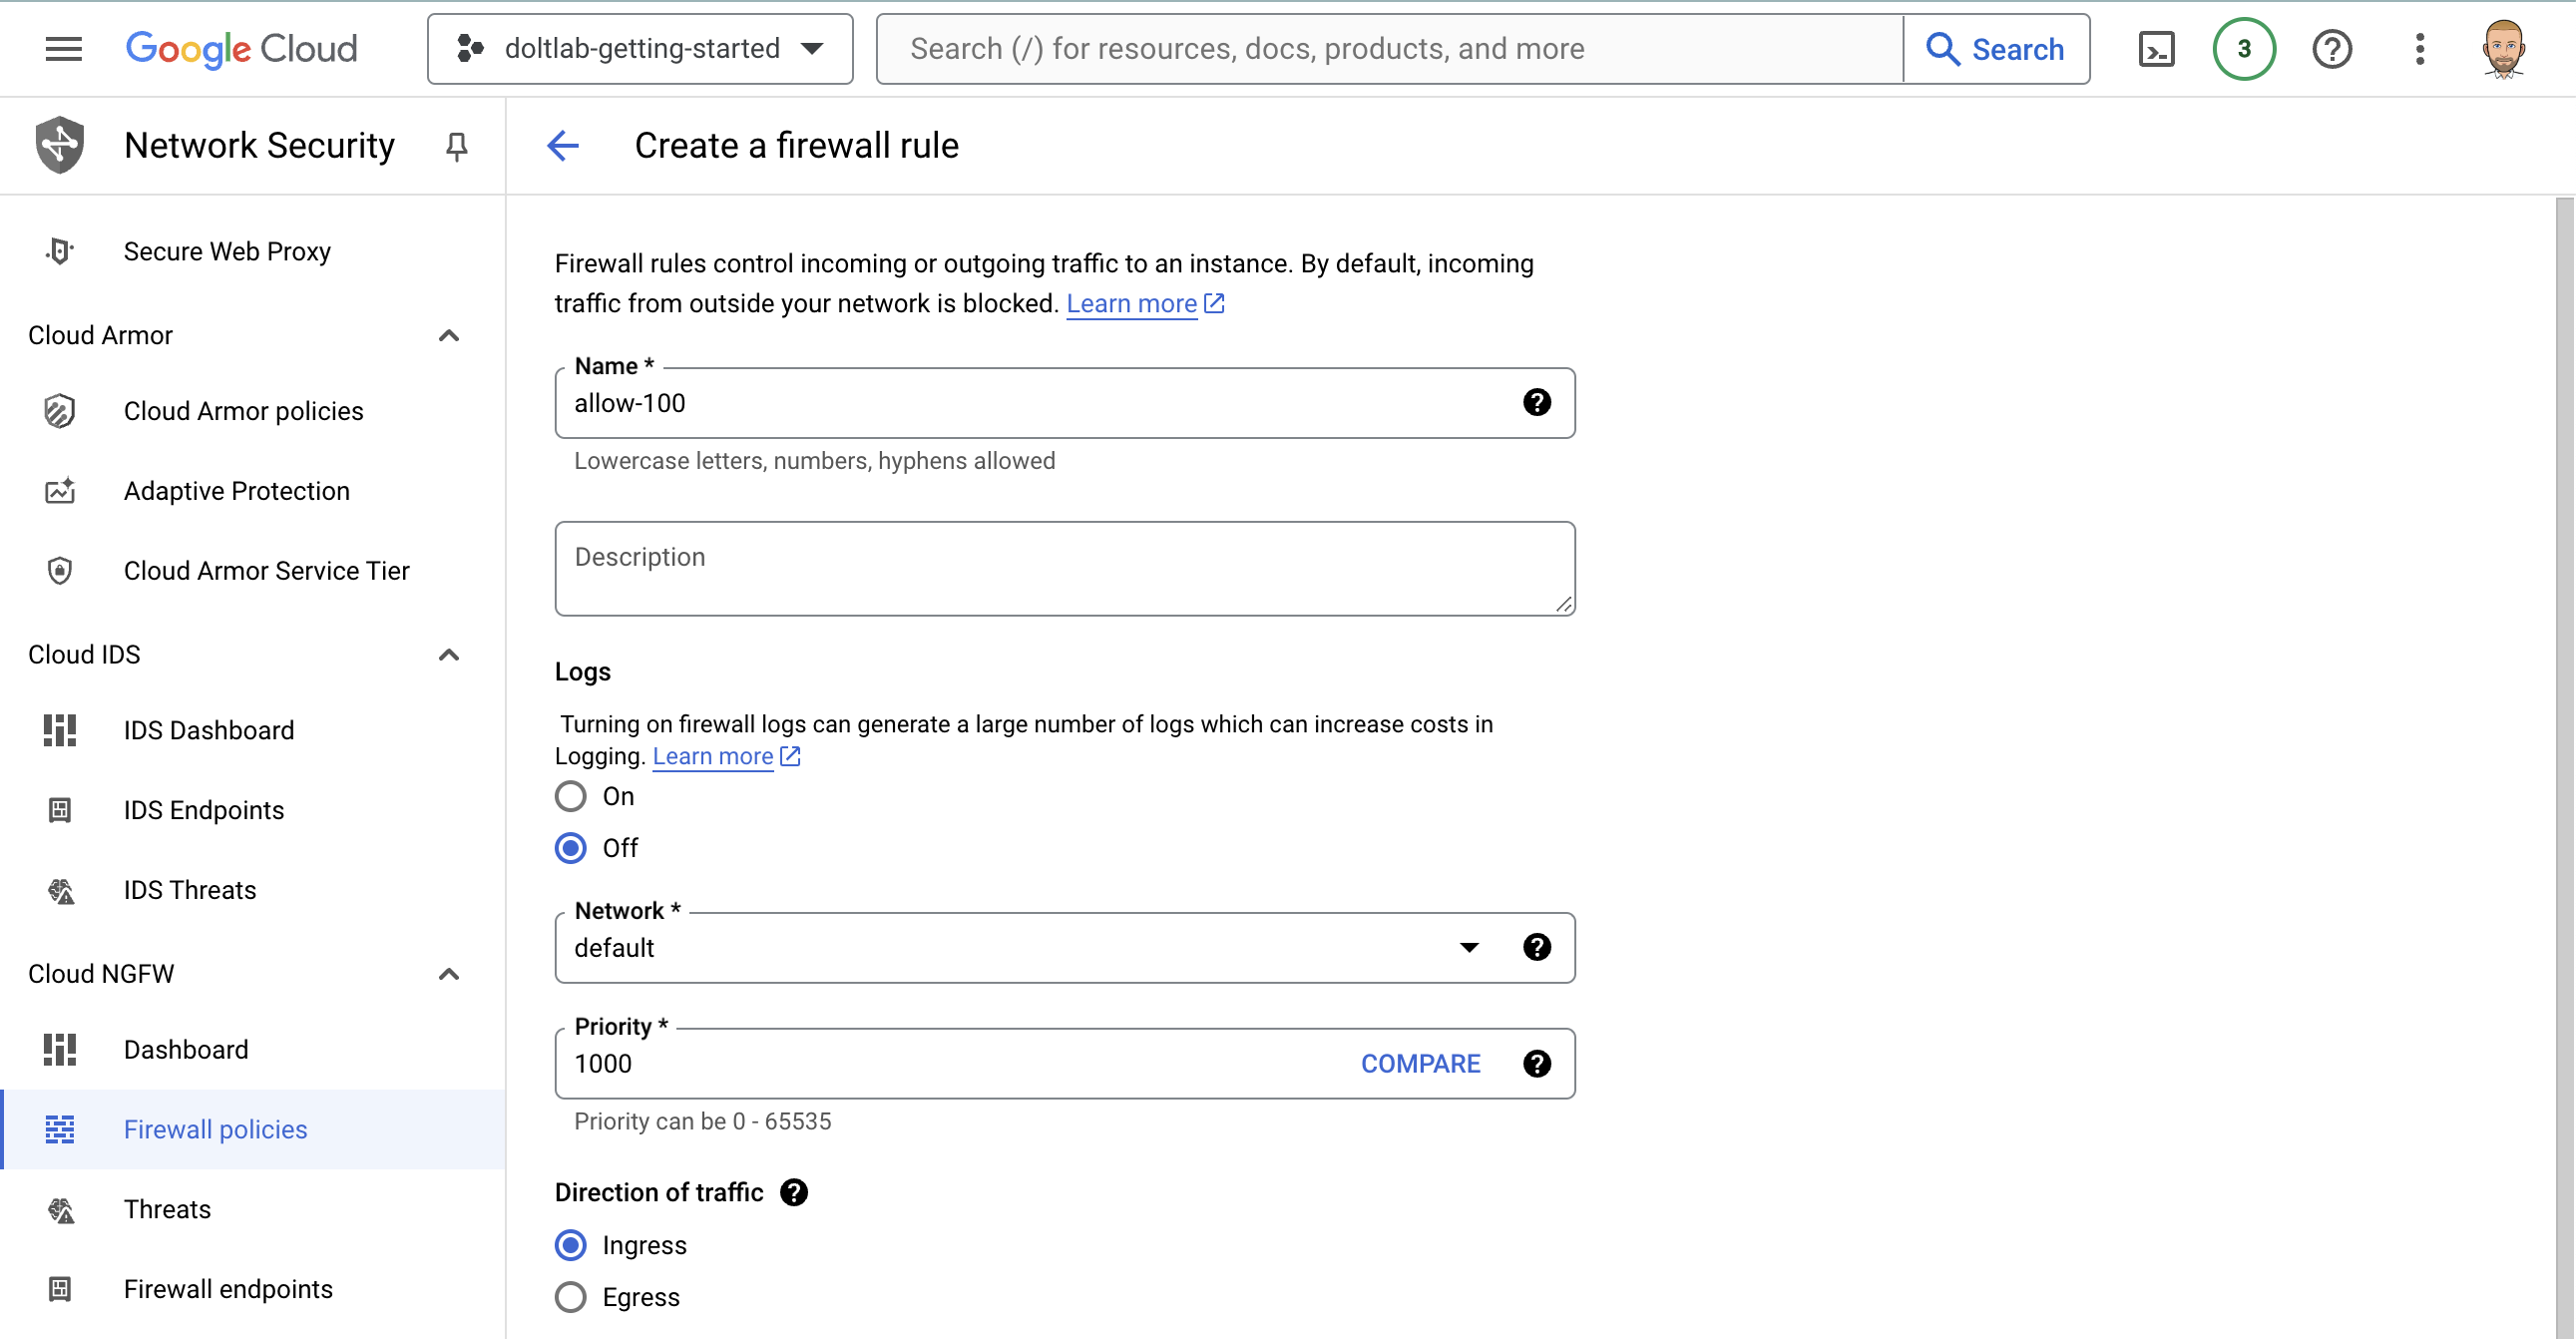 Google Cloud
doltlab-getting-started
Search (/) for resources, docs, products, and more
Search
3
Network Security
Create a firewall rule
Secure Web Proxy
Cloud Armor
Cloud Armor policies
Adaptive Protection
Cloud Armor Service Tier
Cloud IDS
IDS Dashboard
IDS Endpoints
IDS Threats
Cloud NGFW
Dashboard
Firewall policies
Threats
Firewall endpoints
Firewall rules control incoming or outgoing traffic to an instance. By default, incoming
traffic from outside your network is blocked. Learn more
Name *
allow-100
Lowercase letters, numbers, hyphens allowed
Description
Logs
Turning on firewall logs can generate a large number of logs which can increase costs in
Logging. Learn more
On
Off
Network *
default
Priority *
1000 COMPARE
Priority can be 0 - 65535
Direction of traffic
Ingress
Egress